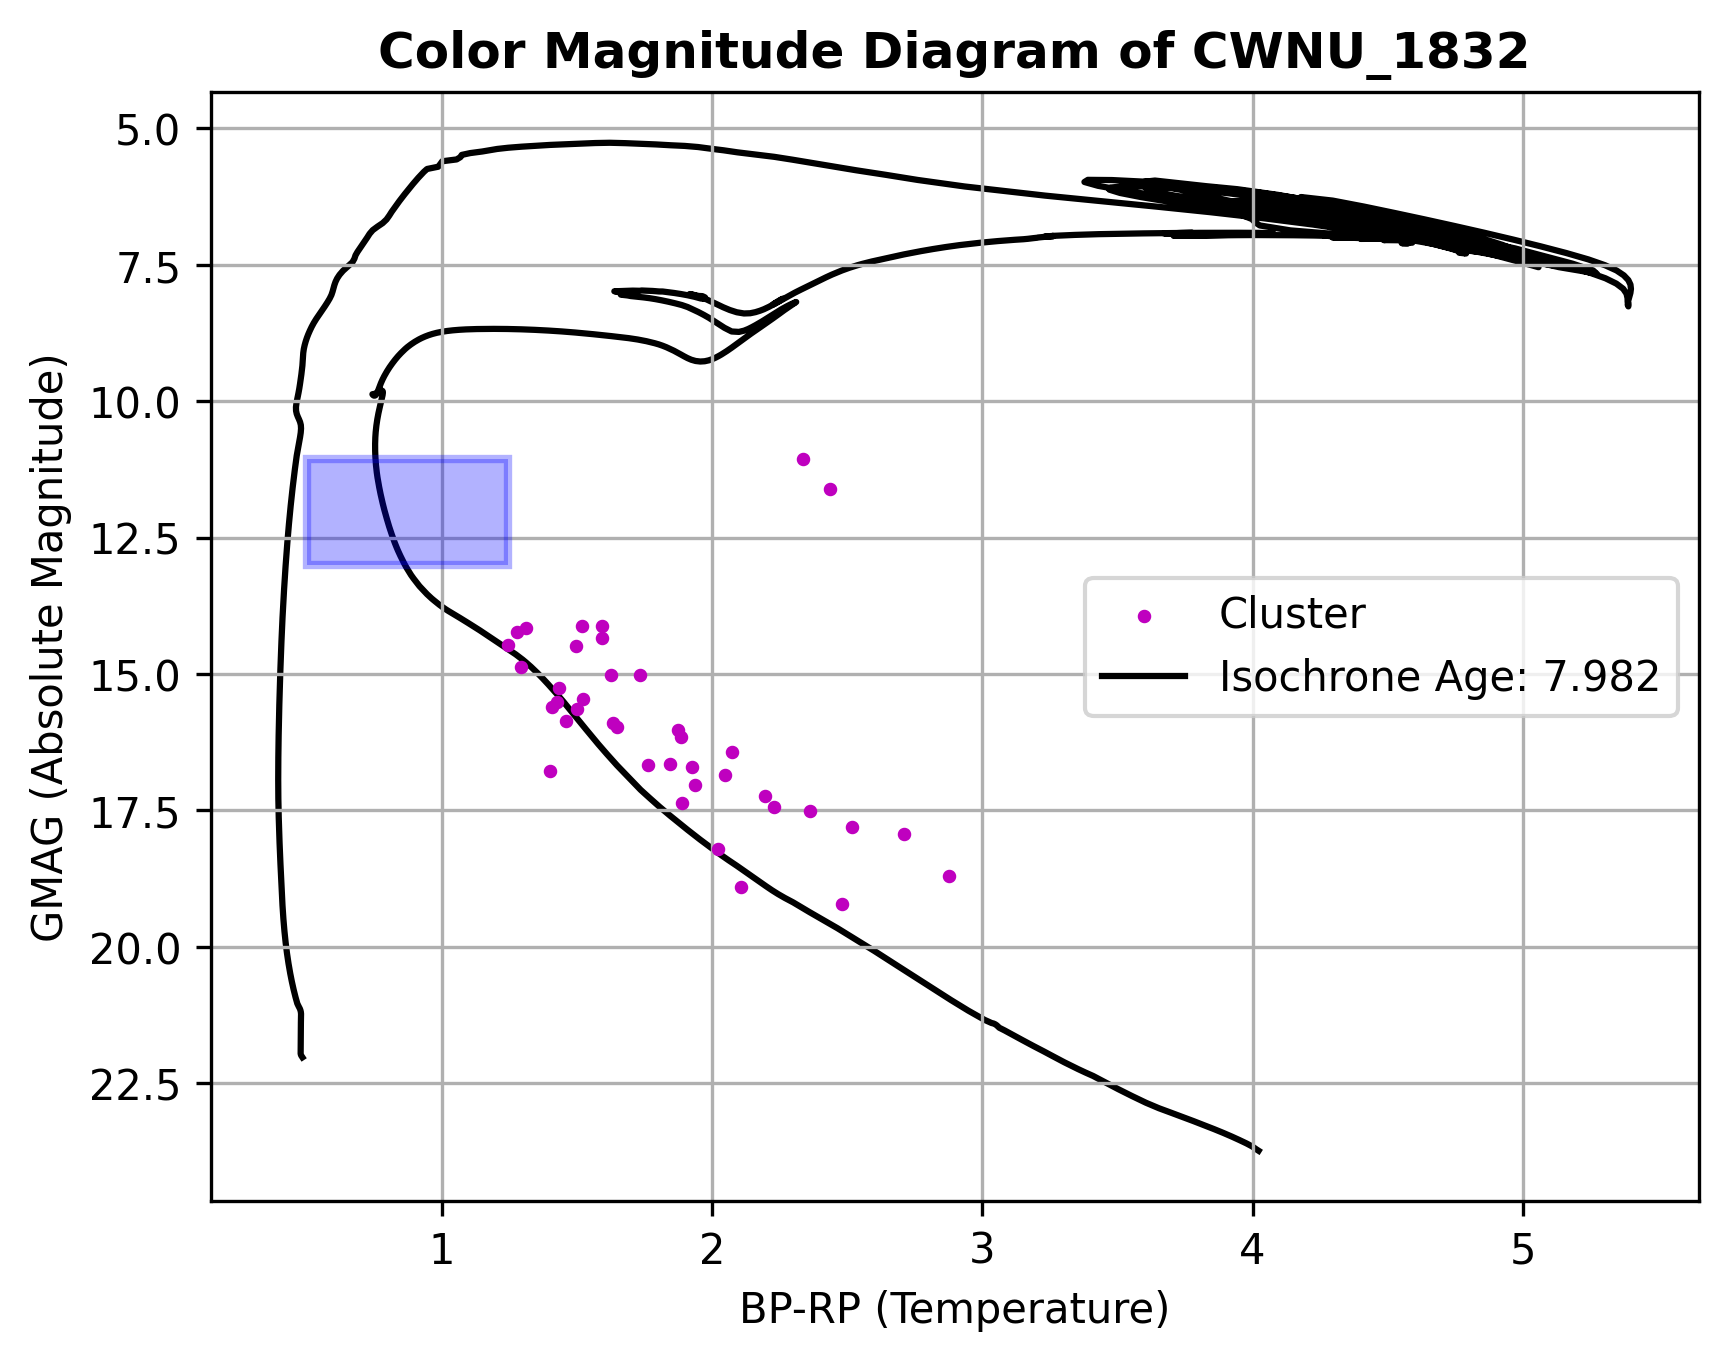 Color Magnitude Diagram of CWNU_1832
GMAG (Absolute Magnitude)
5.0
7.5
10.0
12.5
15.0
17.5
20.0
22.5
Cluster
Isochrone Age: 7.982
1 2 3 4 5
BP-RP (Temperature)